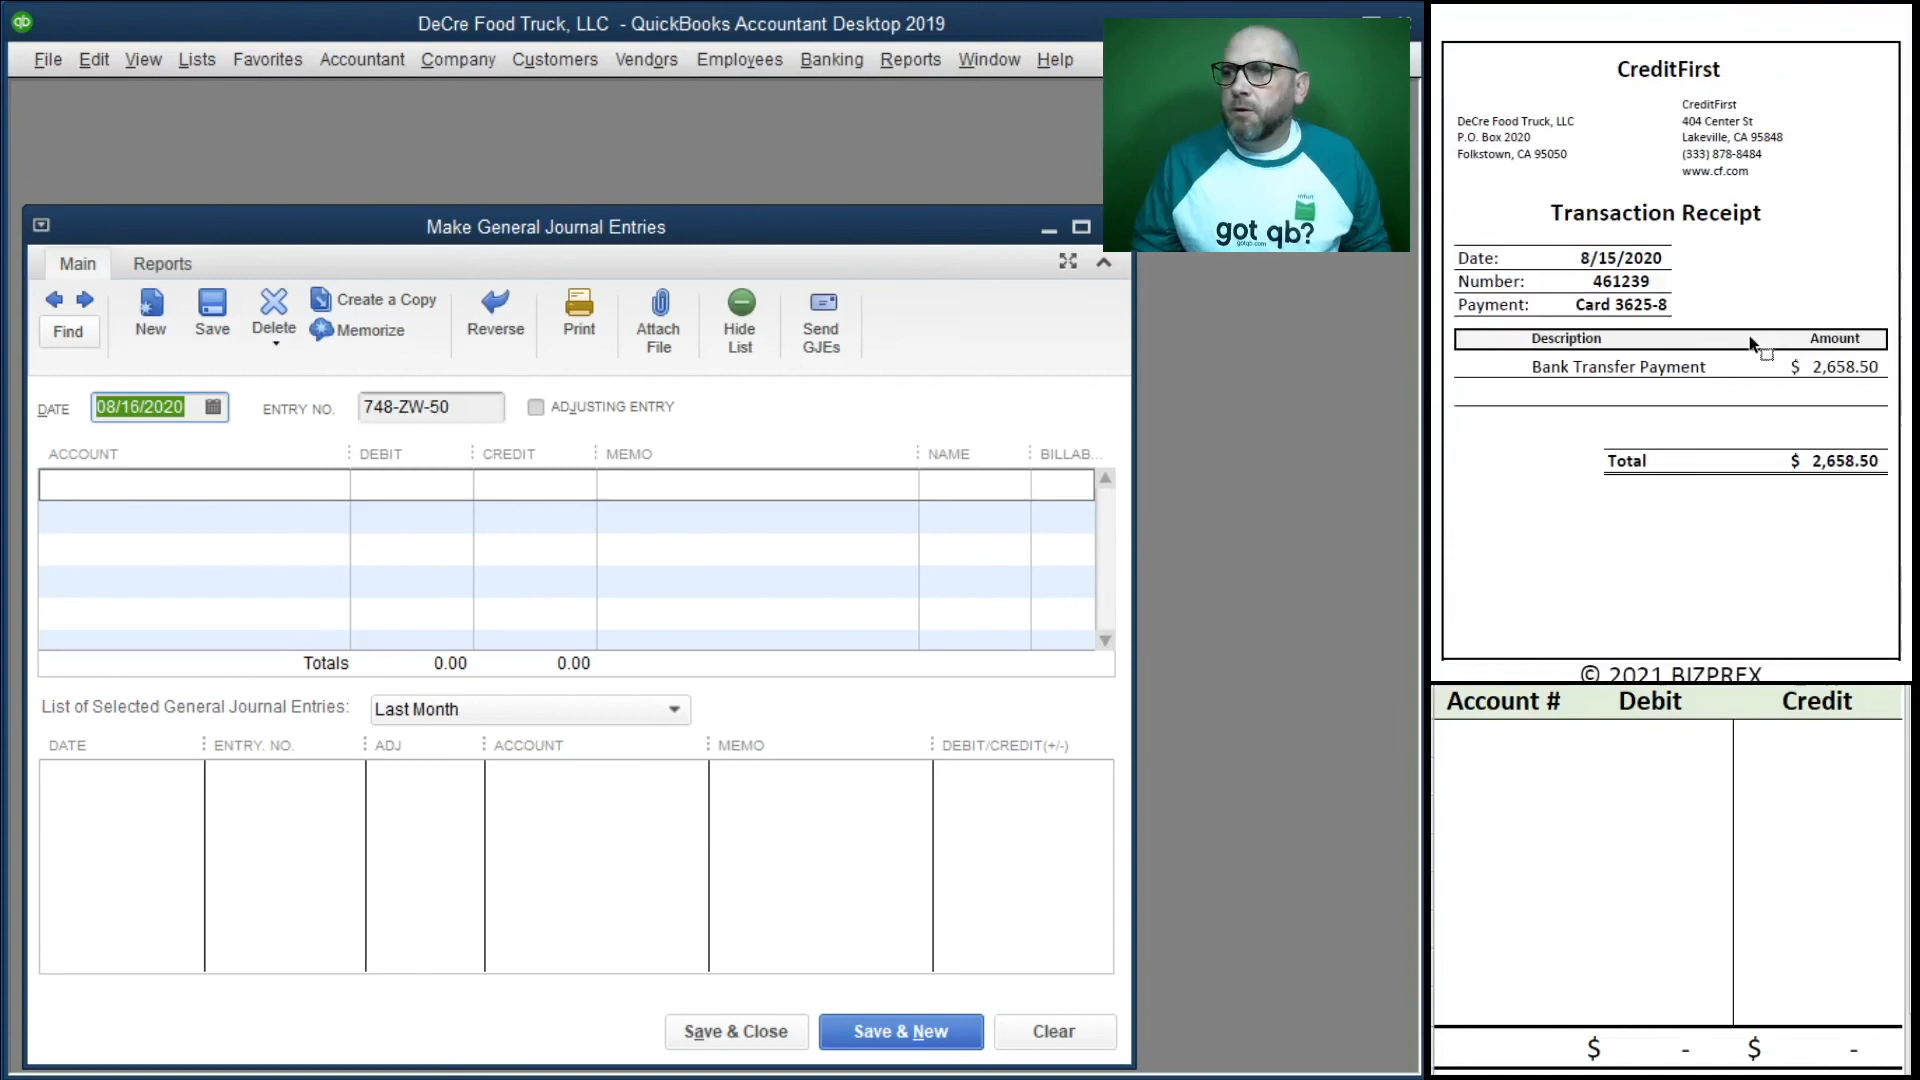 qb
DeCre Food Truck, LLC - QuickBooks Accountant Desktop 2019
File Edit View Lists Favorites Accountant Company Customers Vendors Employees Banking Reports Window Help
got qb?
Make General Journal Entries
Main Reports
Find
New
Save
Delete
Create a Copy
Memorize
Reverse
Print
Attach
File
Hide
List
Send
GJEs
DATE 08/16/2020 ENTRY NO. 748-ZW-50 ADJUSTING ENTRY
ACCOUNT DEBIT CREDIT MEMO NAME BILLAB...
Totals 0.00 0.00
List of Selected General Journal Entries: Last Month
DATE ENTRY. NO. ADJ ACCOUNT MEMO DEBIT/CREDIT(+/-)
Save & Close Save & New Clear
CreditFirst
DeCre Food Truck, LLC
P.O. Box 2020
Folkstown, CA 95050
CreditFirst
404 Center St
Lakeville, CA 95848
(333) 878-8484
www.cf.com
Transaction Receipt
Date: 8/15/2020
Number: 461239
Payment: Card 3625-8
Description Amount
Bank Transfer Payment $ 2,658.50
Total $ 2,658.50
© 2021 BIZPREX
Account # Debit Credit
$ - $ -